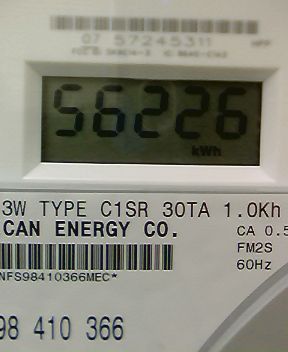 07 57245311
56226
kWh
3W TYPE C1SR 30TA 1.0Kh
CAN ENERGY CO. CA 0.5
FM2S
60Hz
NFS98410366MEC*
98 410 366